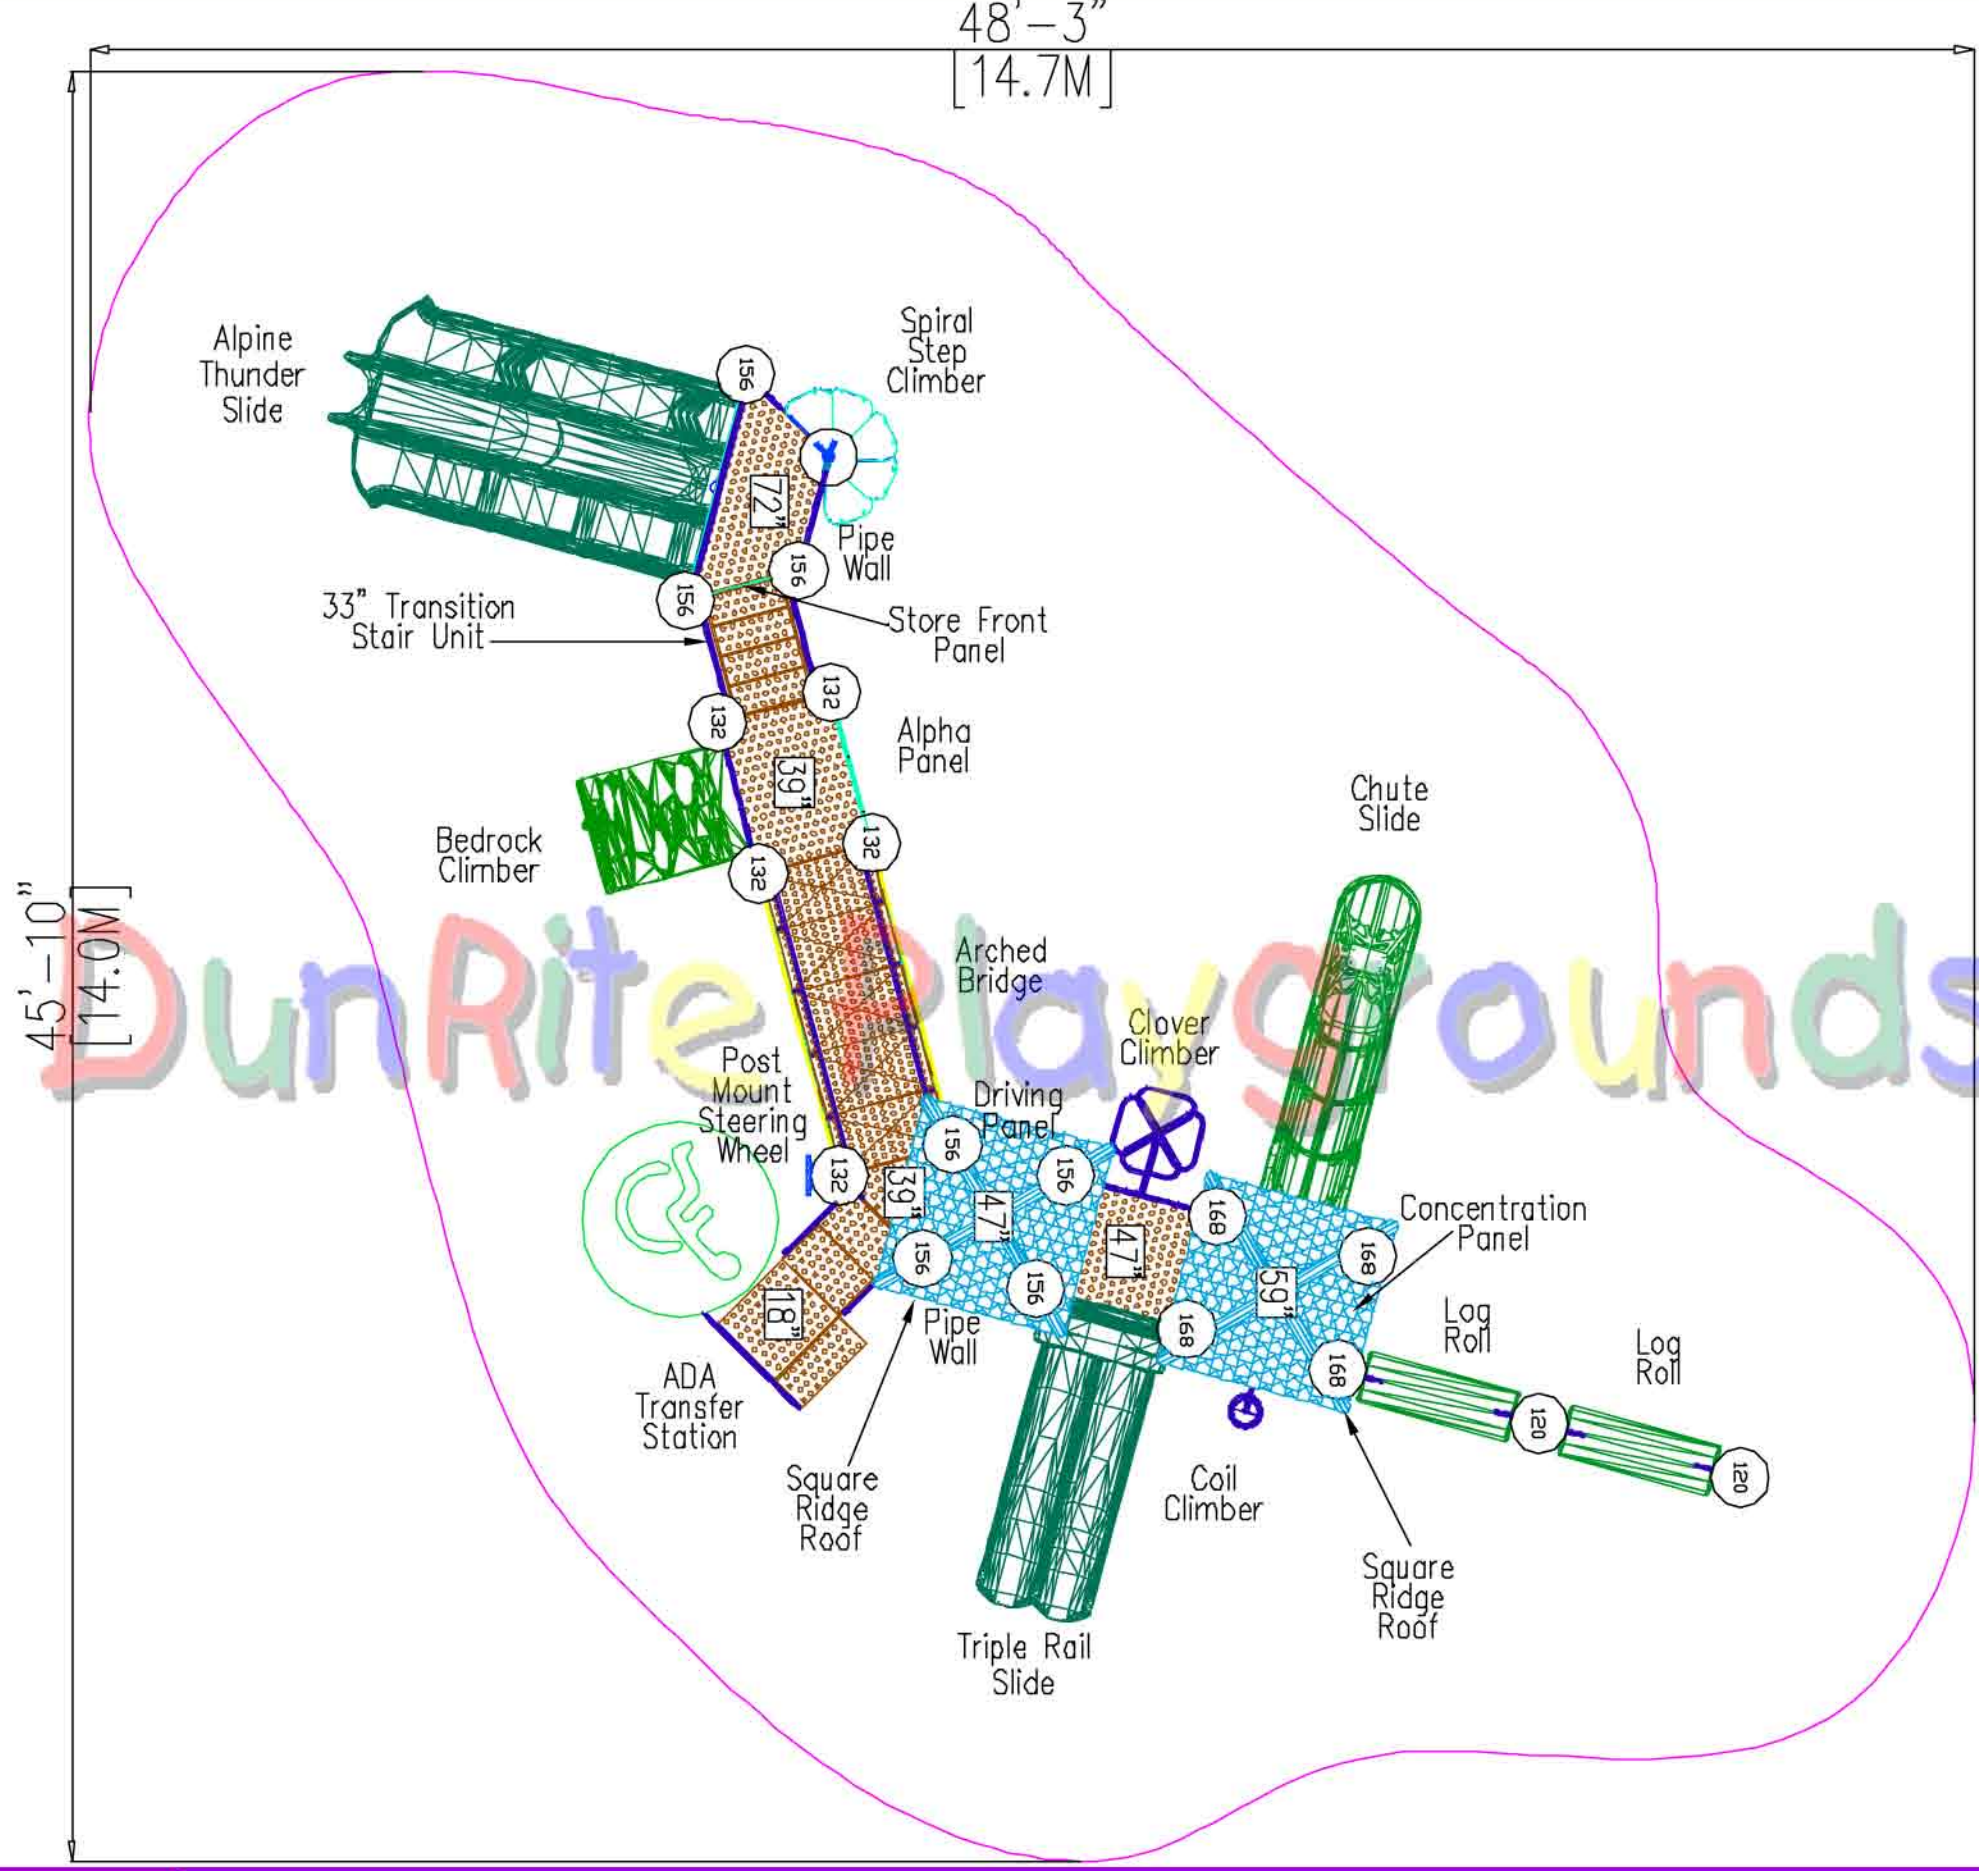 48'-3"
[14.7M]
45'-10"
[14.0M]
Alpine
Thunder
Slide
Spiral
Step
Climber
156
72"
Pipe
Wall
156
156
33" Transition
Stair Unit
Store Front
Panel
132
132
Alpha
Panel
39"
Bedrock
Climber
132
132
Chute
Slide
DunRite Playgrounds
Arched
Bridge
Clover
Climber
Post
Mount
Steering
Wheel
Driving
Panel
156
156
132
39"
47"
47"
168
168
Concentration
Panel
156
156
59"
18"
Pipe
Wall
168
168
Log
Roll
Log
Roll
ADA
Transfer
Station
120
120
Square
Ridge
Roof
Coil
Climber
Square
Ridge
Roof
Triple Rail
Slide